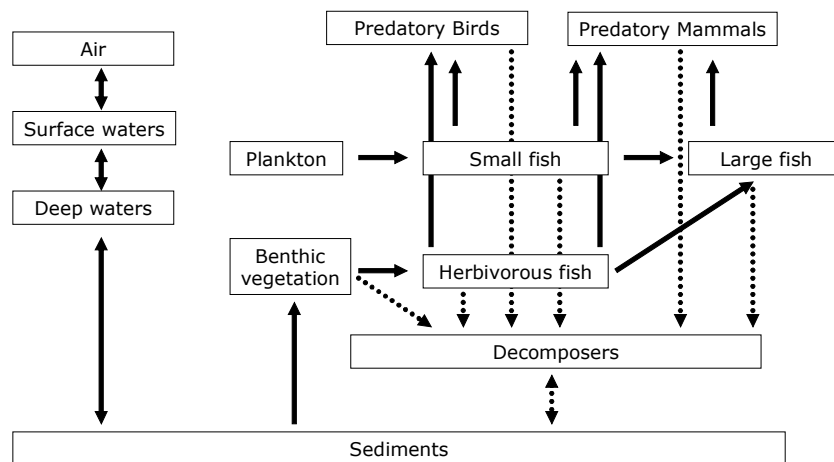 Predatory Birds
Predatory Mammals
Air
Surface waters
Plankton
Small fish
Large fish
Deep waters
Benthic
vegetation
Herbivorous fish
Decomposers
Sediments